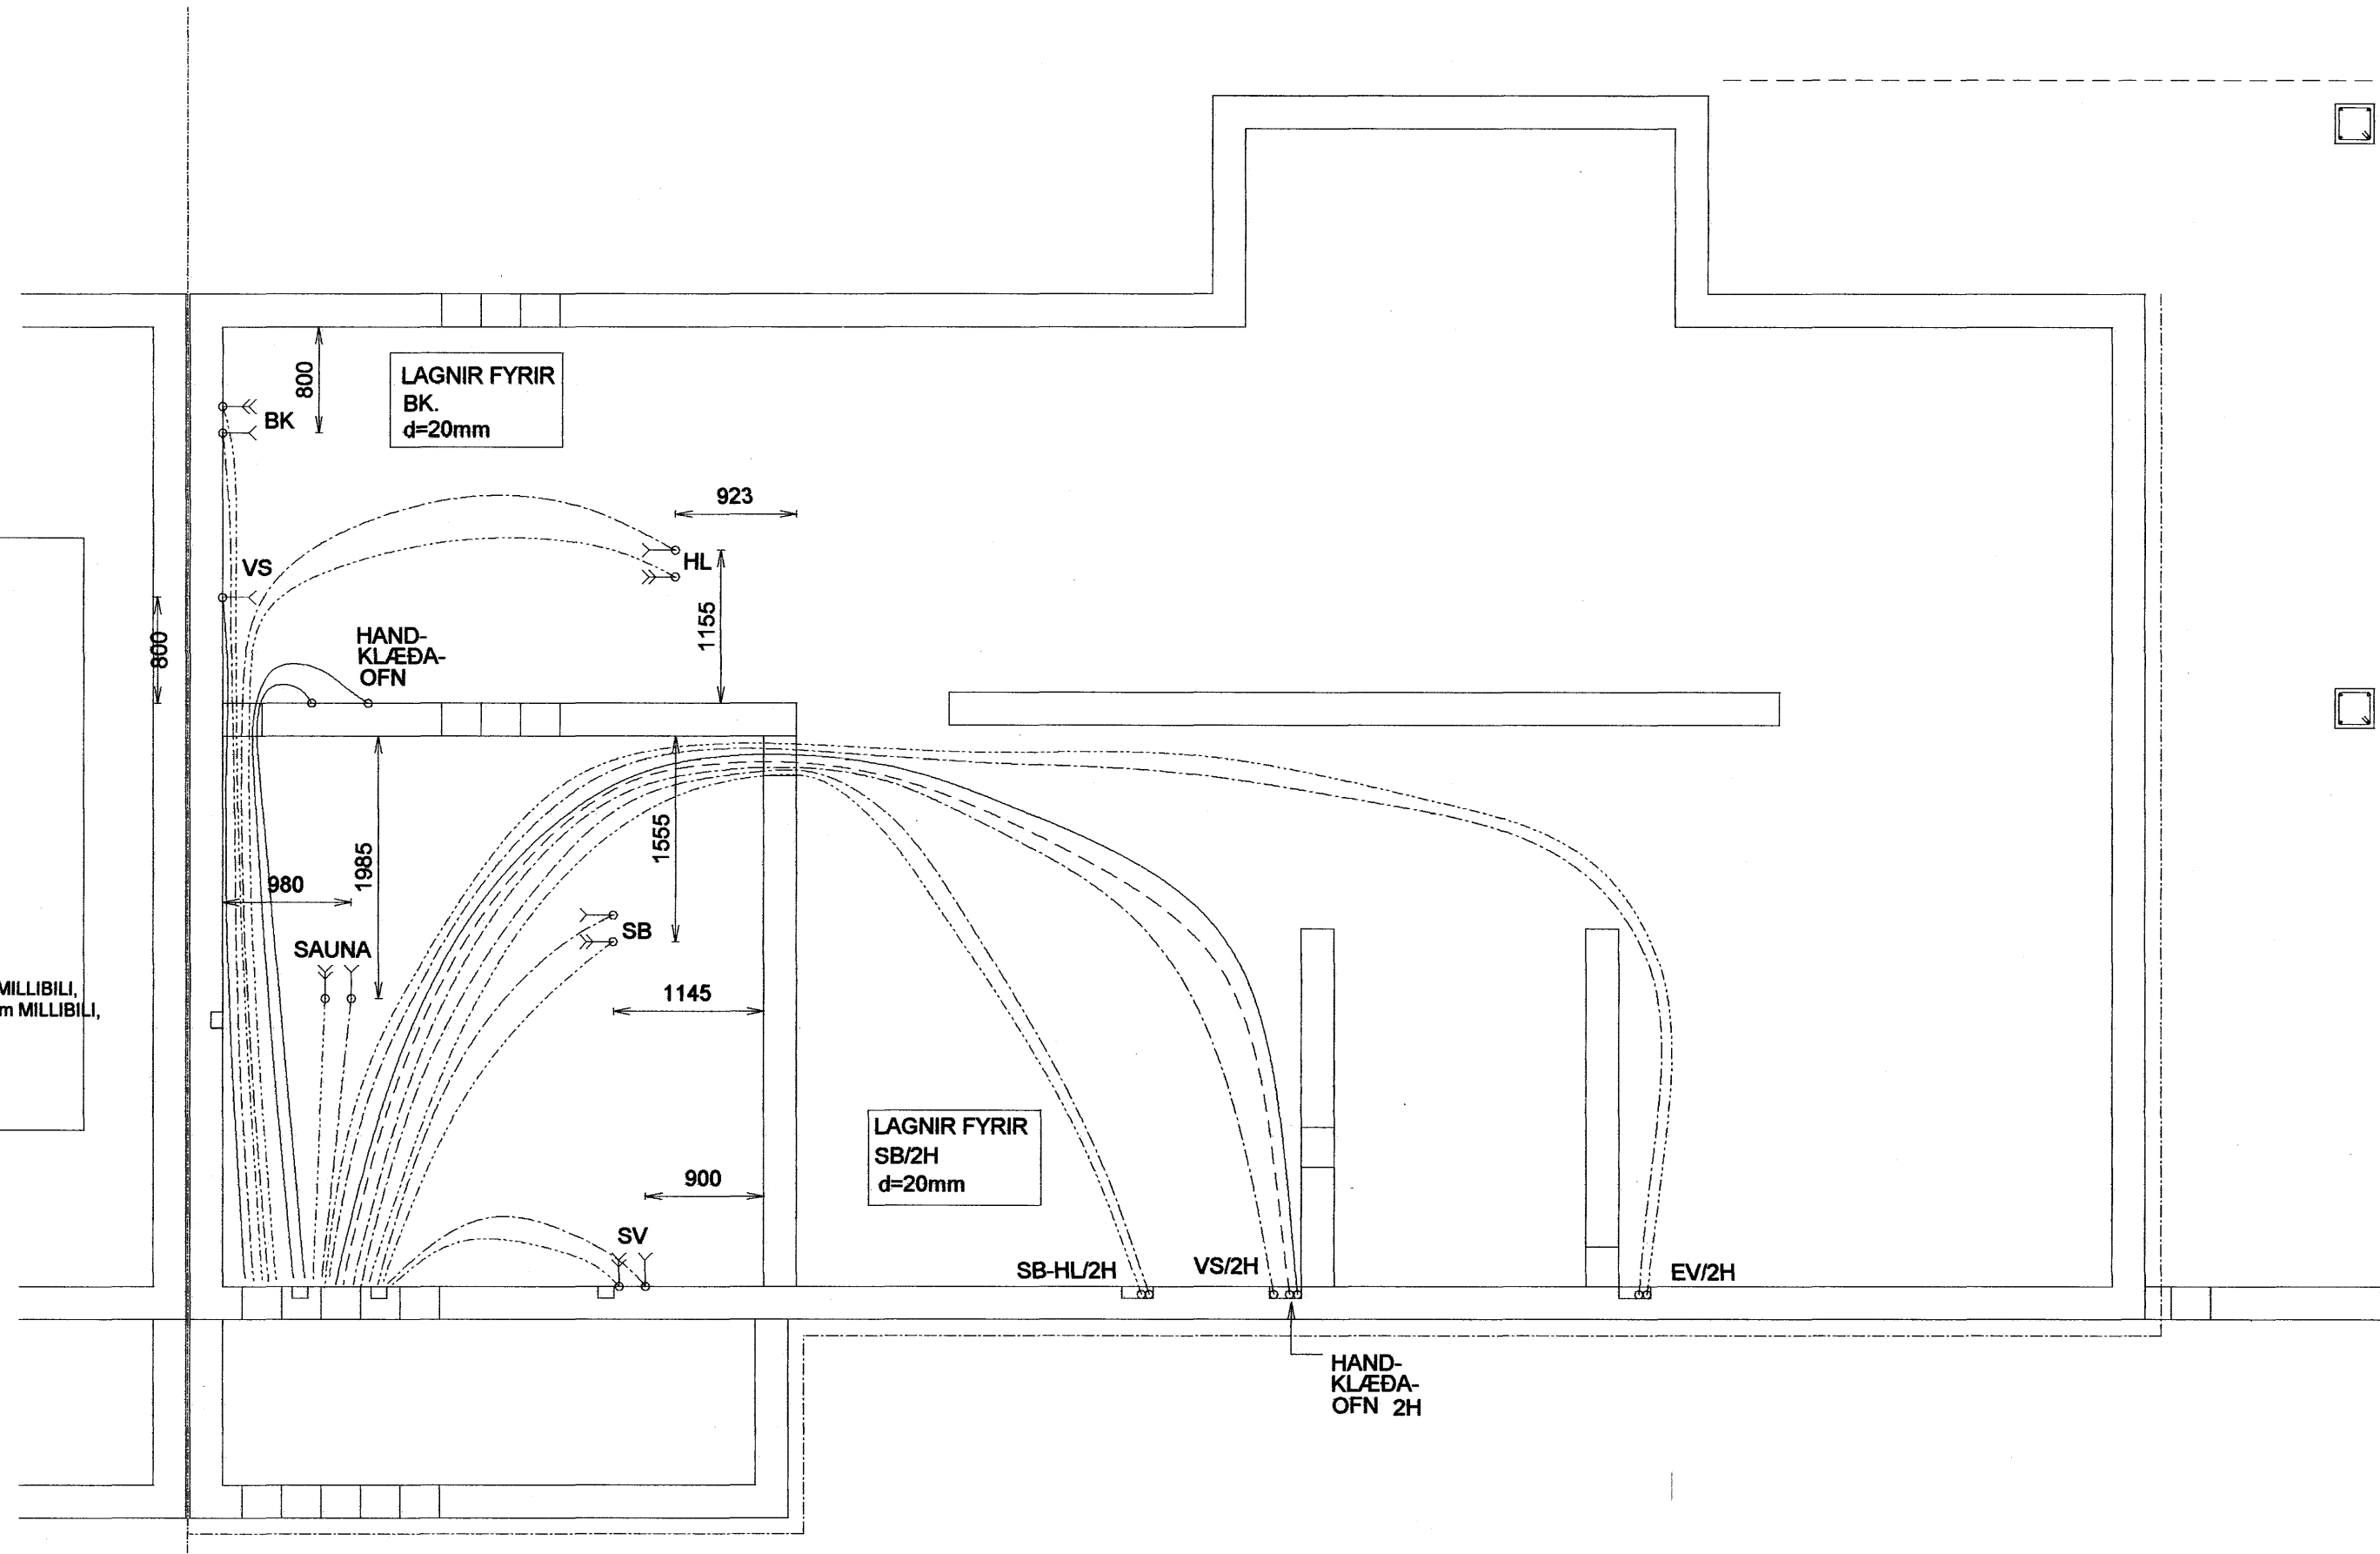 800
LAGNIR FYRIR
BK.
d=20mm
BK
923
HL
VS
1155
800
HAND-
KLÆÐA-
OFN
1985
1555
980
SB
SAUNA
MILLIBILI,
m MILLIBILI,
1145
LAGNIR FYRIR
SB/2H
d=20mm
900
SV
SB-HL/2H
VS/2H
EV/2H
HAND-
KLÆÐA-
OFN 2H